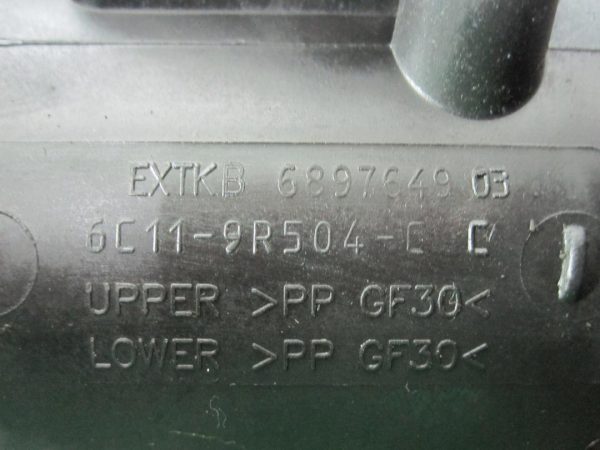 EXTKB 6897649 03
6C11-9R504-C C
UPPER >PP GF30<
LOWER >PP GF30<